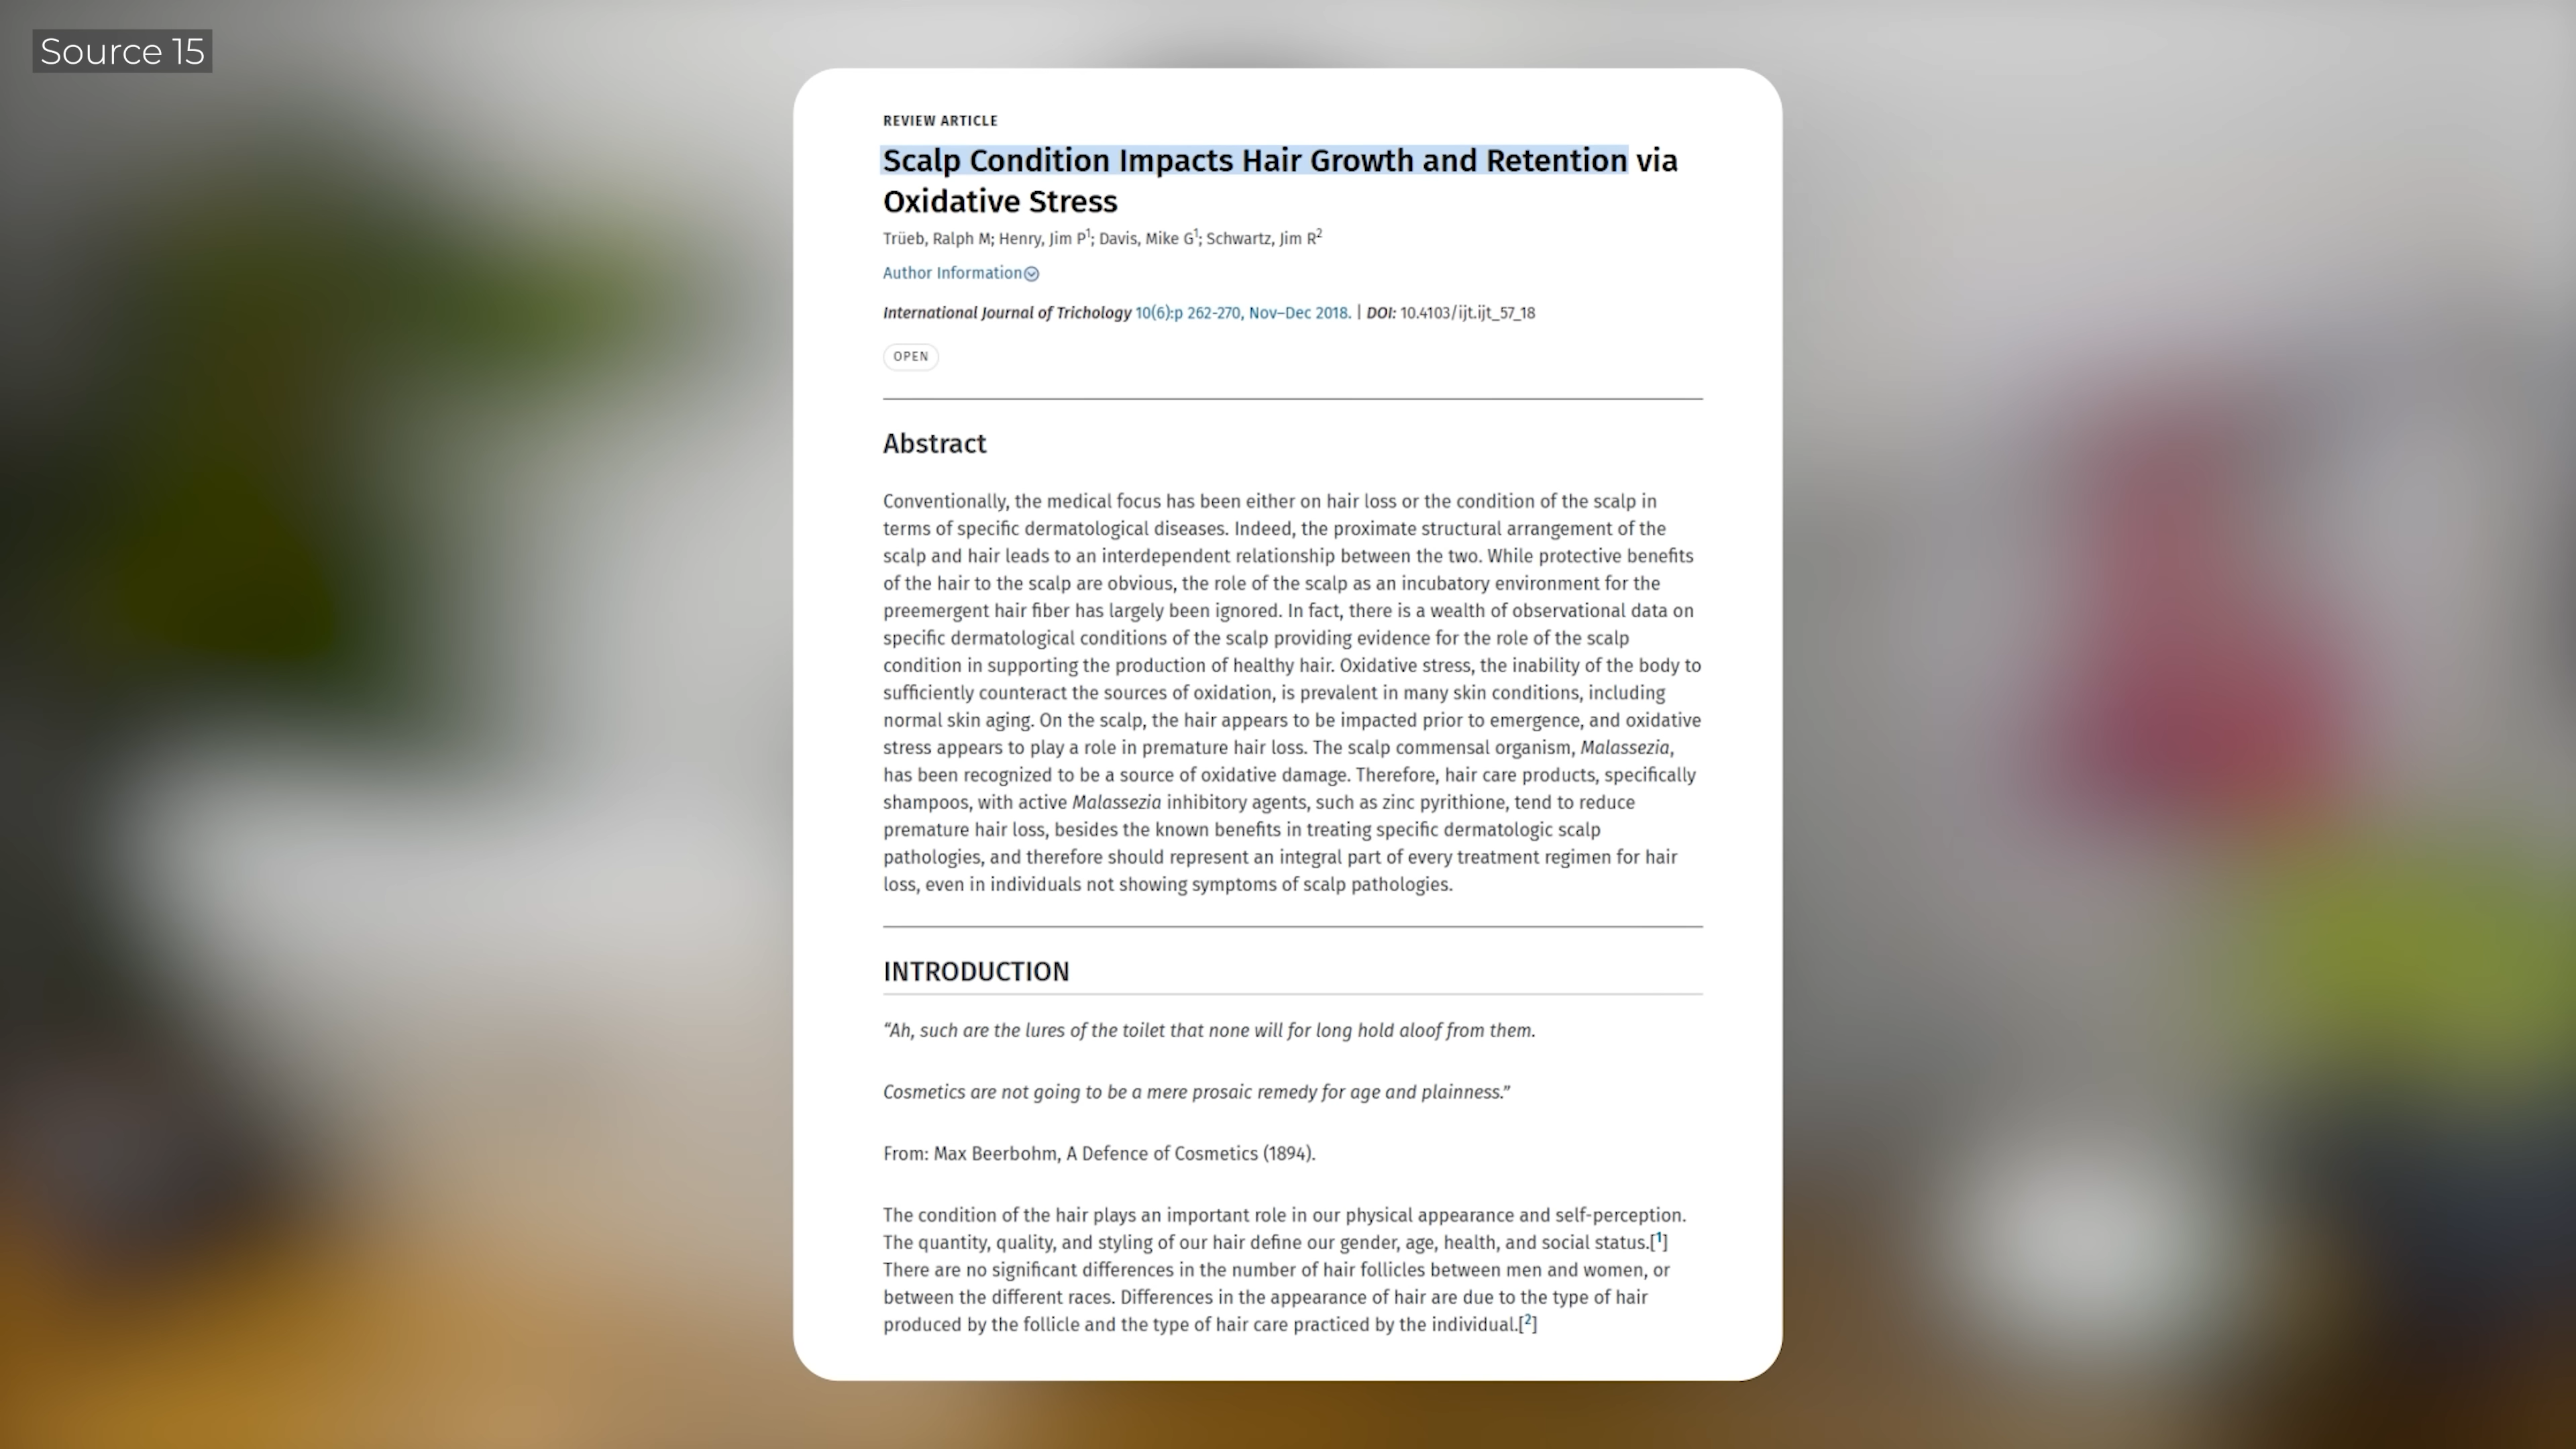 Source 15
REVIEW ARTICLE
Scalp Condition Impacts Hair Growth and Retention via
Oxidative Stress
Trüeb, Ralph M; Henry, Jim P1; Davis, Mike G1; Schwartz, Jim R2
Author Information
International Journal of Trichology 10(6):p 262-270, Nov–Dec 2018. | DOI: 10.4103/ijt.ijt_57_18
OPEN
Abstract
Conventionally, the medical focus has been either on hair loss or the condition of the scalp in
terms of specific dermatological diseases. Indeed, the proximate structural arrangement of the
scalp and hair leads to an interdependent relationship between the two. While protective benefits
of the hair to the scalp are obvious, the role of the scalp as an incubatory environment for the
preemergent hair fiber has largely been ignored. In fact, there is a wealth of observational data on
specific dermatological conditions of the scalp providing evidence for the role of the scalp
condition in supporting the production of healthy hair. Oxidative stress, the inability of the body to
sufficiently counteract the sources of oxidation, is prevalent in many skin conditions, including
normal skin aging. On the scalp, the hair appears to be impacted prior to emergence, and oxidative
stress appears to play a role in premature hair loss. The scalp commensal organism, Malassezia,
has been recognized to be a source of oxidative damage. Therefore, hair care products, specifically
shampoos, with active Malassezia inhibitory agents, such as zinc pyrithione, tend to reduce
premature hair loss, besides the known benefits in treating specific dermatologic scalp
pathologies, and therefore should represent an integral part of every treatment regimen for hair
loss, even in individuals not showing symptoms of scalp pathologies.
INTRODUCTION
“Ah, such are the lures of the toilet that none will for long hold aloof from them.
Cosmetics are not going to be a mere prosaic remedy for age and plainness.”
From: Max Beerbohm, A Defence of Cosmetics (1894).
The condition of the hair plays an important role in our physical appearance and self-perception.
The quantity, quality, and styling of our hair define our gender, age, health, and social status.[1]
There are no significant differences in the number of hair follicles between men and women, or
between the different races. Differences in the appearance of hair are due to the type of hair
produced by the follicle and the type of hair care practiced by the individual.[2]